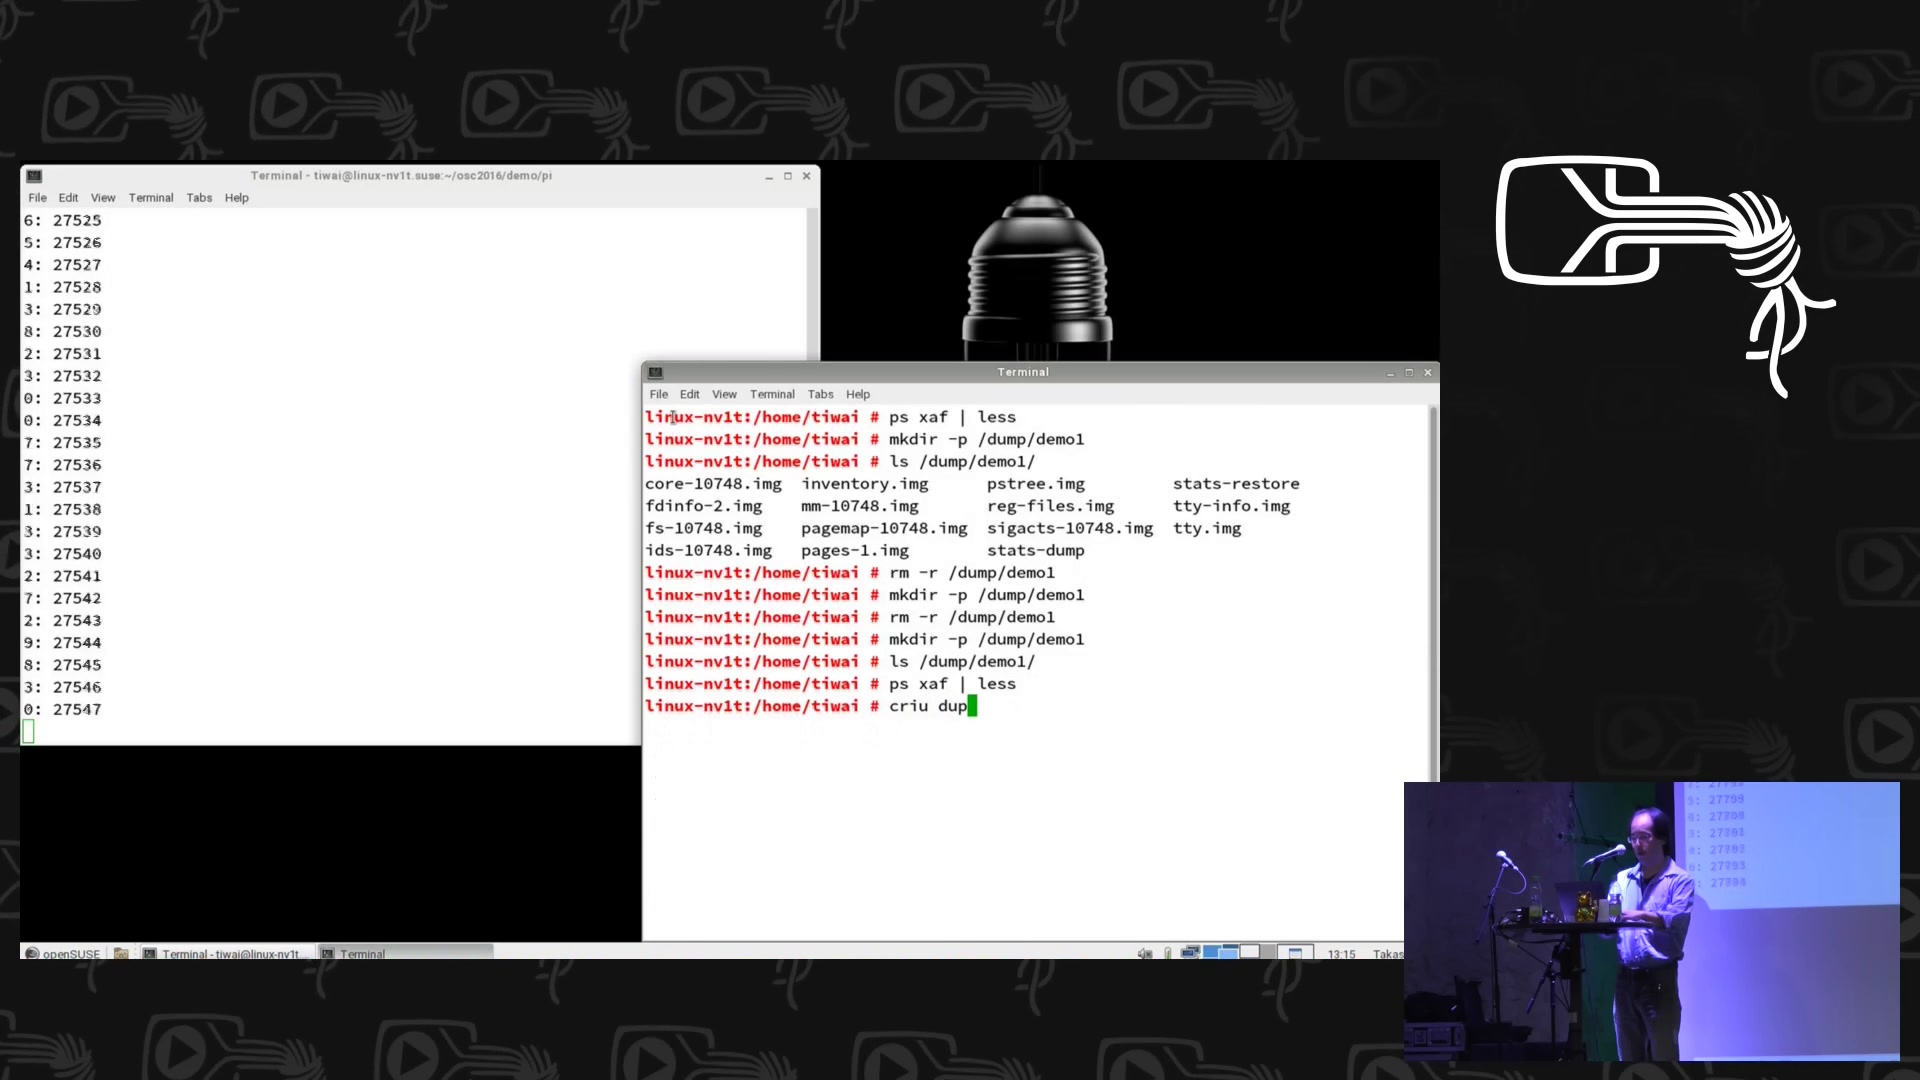 Terminal - tiwai@linux-nv1t.suse:~/osc2016/demo/pi
File Edit View Terminal Tabs Help
6: 27525
5: 27526
4: 27527
1: 27528
3: 27529
8: 27530
2: 27531
3: 27532
0: 27533
0: 27534
7: 27535
7: 27536
3: 27537
1: 27538
3: 27539
3: 27540
2: 27541
7: 27542
2: 27543
9: 27544
8: 27545
3: 27546
0: 27547
Terminal
File Edit View Terminal Tabs Help
linux-nv1t:/home/tiwai # ps xaf | less
linux-nv1t:/home/tiwai # mkdir -p /dump/demo1
linux-nv1t:/home/tiwai # ls /dump/demo1/
core-10748.img inventory.img pstree.img stats-restore
fdinfo-2.img mm-10748.img reg-files.img tty-info.img
fs-10748.img pagemap-10748.img sigacts-10748.img tty.img
ids-10748.img pages-1.img stats-dump
linux-nv1t:/home/tiwai # rm -r /dump/demo1
linux-nv1t:/home/tiwai # mkdir -p /dump/demo1
linux-nv1t:/home/tiwai # rm -r /dump/demo1
linux-nv1t:/home/tiwai # mkdir -p /dump/demo1
linux-nv1t:/home/tiwai # ls /dump/demo1/
linux-nv1t:/home/tiwai # ps xaf | less
linux-nv1t:/home/tiwai # criu dup
openSUSE Terminal - tiwai@linux-nv1t... Terminal 13:15 Takas